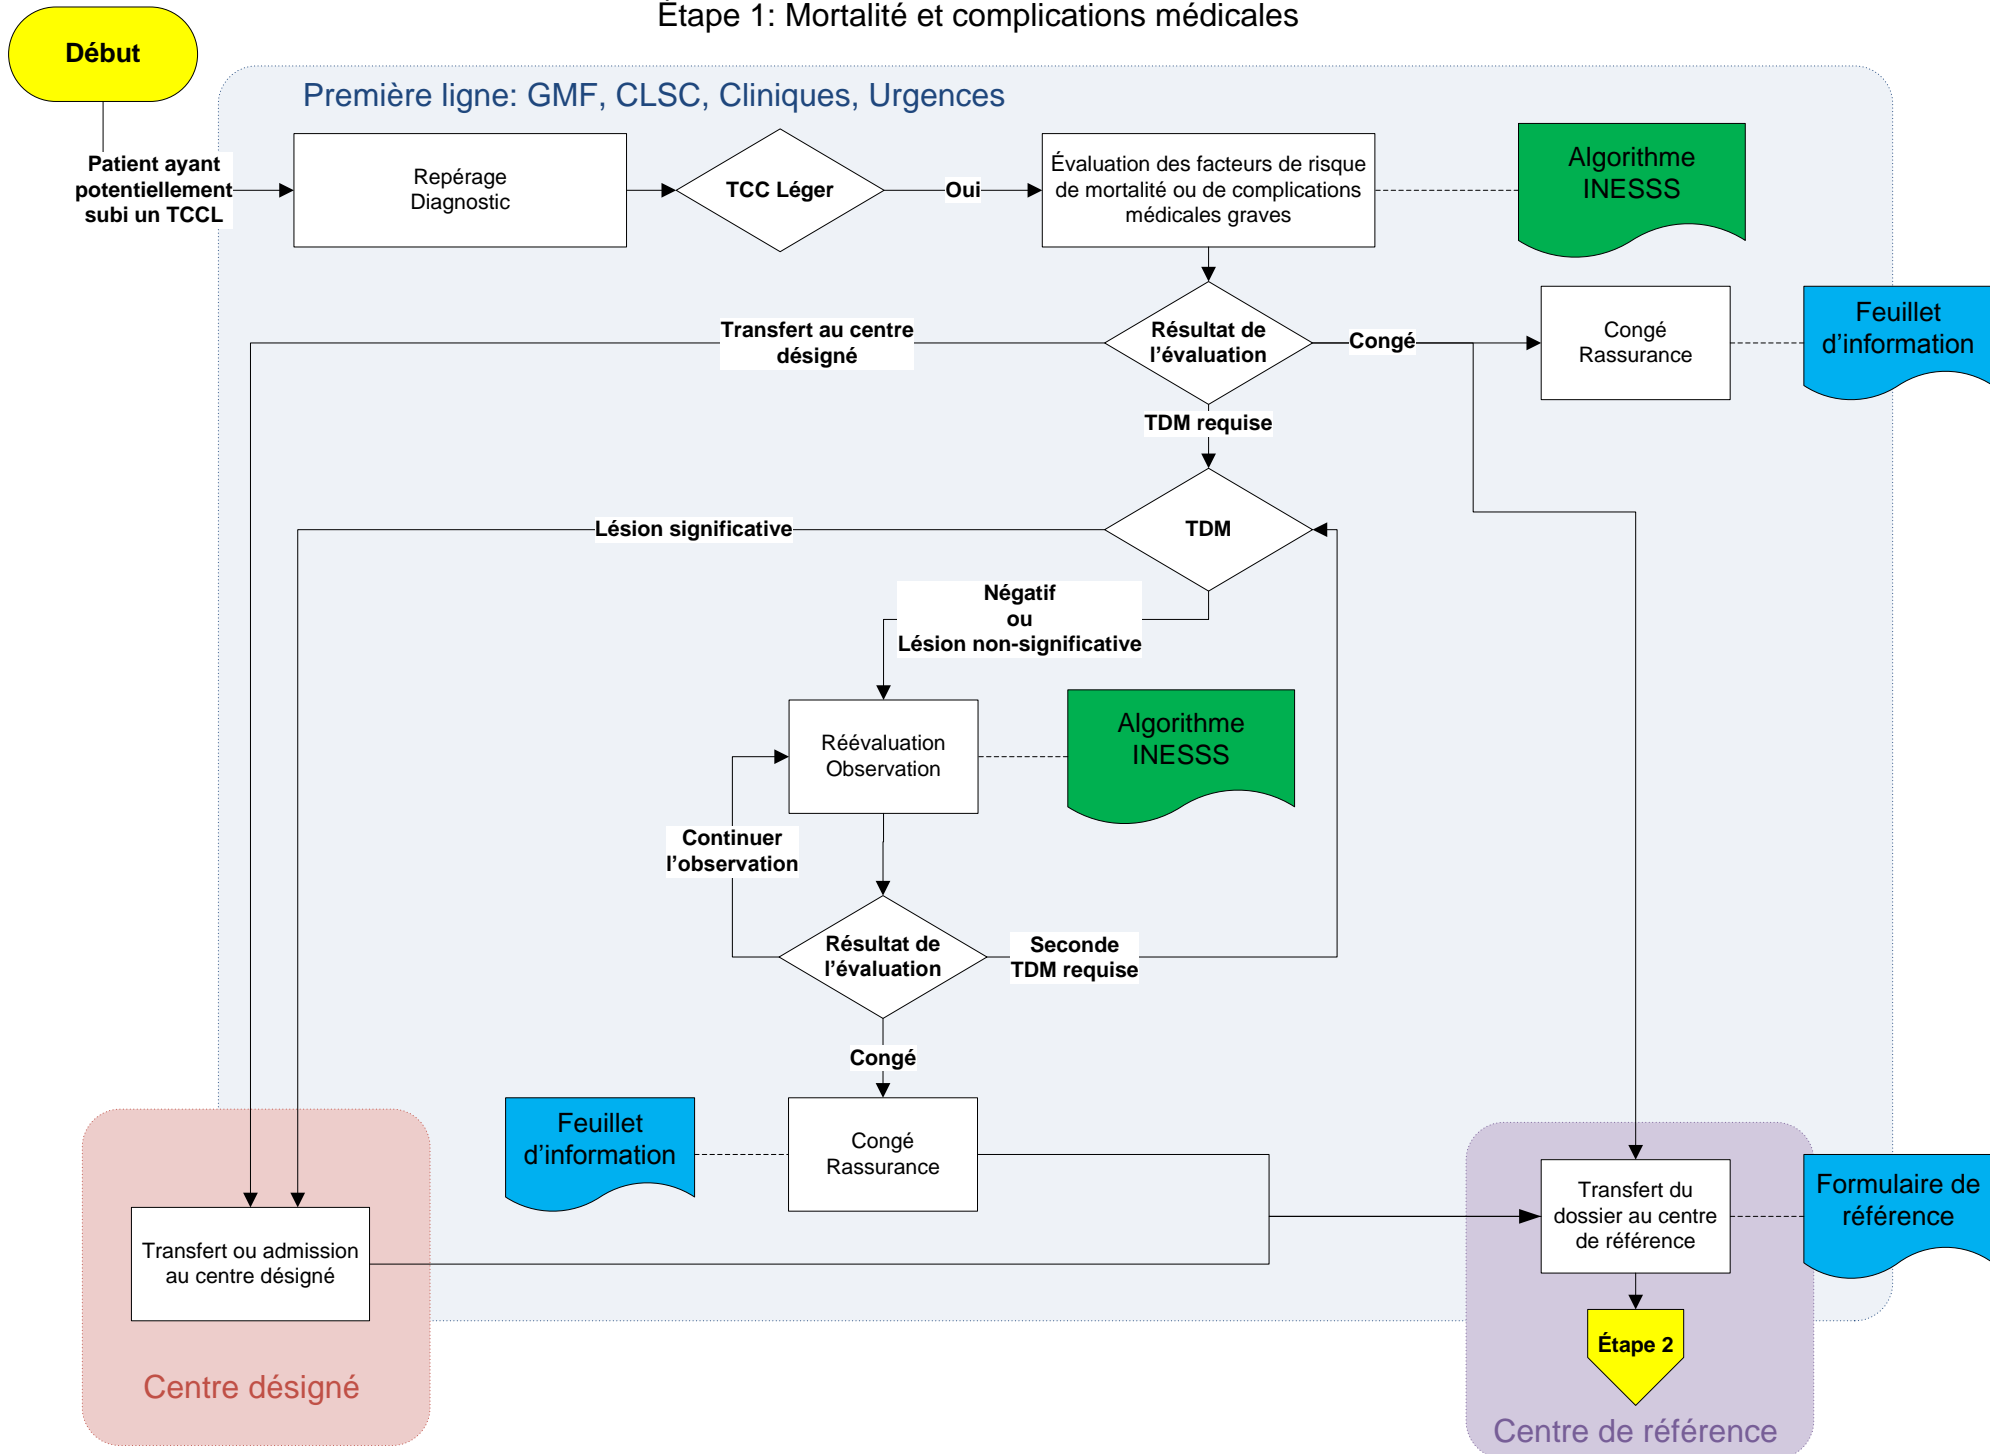 Étape 1: Mortalité et complications médicales
Début
Première ligne: GMF, CLSC, Cliniques, Urgences
Patient ayant
potentiellement
subi un TCCL
Repérage
Diagnostic
TCC Léger
Oui
Évaluation des facteurs de risque
de mortalité ou de complications
médicales graves
Algorithme
INESSS
Transfert au centre
désigné
Résultat de
l’évaluation
Congé
Congé
Rassurance
Feuillet
d’information
TDM requise
Lésion significative
TDM
Négatif
ou
Lésion non-significative
Réévaluation
Observation
Algorithme
INESSS
Continuer
l’observation
Résultat de
l’évaluation
Seconde
TDM requise
Congé
Feuillet
d’information
Congé
Rassurance
Transfert ou admission
au centre désigné
Centre désigné
Transfert du
dossier au centre
de référence
Formulaire de
référence
Étape 2
Centre de référence